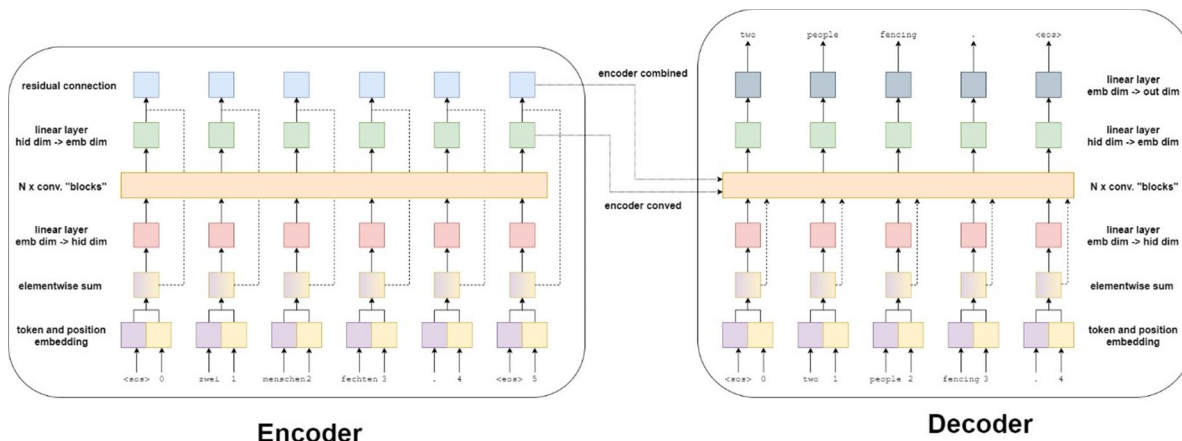 residual connection
linear layer
hid dim -> emb dim
N x conv. "blocks"
linear layer
emb dim -> hid dim
elementwise sum
token and position
embedding
<sos> 0 zwei 1 menschen 2 fechten 3 . 4 <eos> 5
Encoder
encoder combined
encoder conved
two people fencing . <eos>
linear layer
emb dim -> out dim
linear layer
hid dim -> emb dim
N x conv. "blocks"
linear layer
emb dim -> hid dim
elementwise sum
token and position
embedding
<sos> 0 two 1 people 2 fencing 3 . 4
Decoder